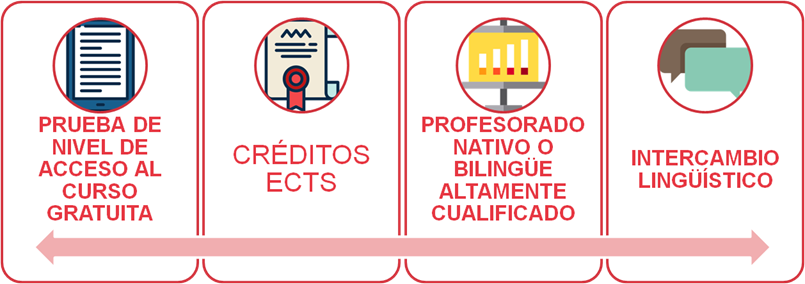 PRUEBA DE
NIVEL DE
ACCESO AL
CURSO
GRATUITA
CRÉDITOS
ECTS
PROFESORADO
NATIVO O
BILINGÜE
ALTAMENTE
CUALIFICADO
INTERCAMBIO
LINGÜÍSTICO